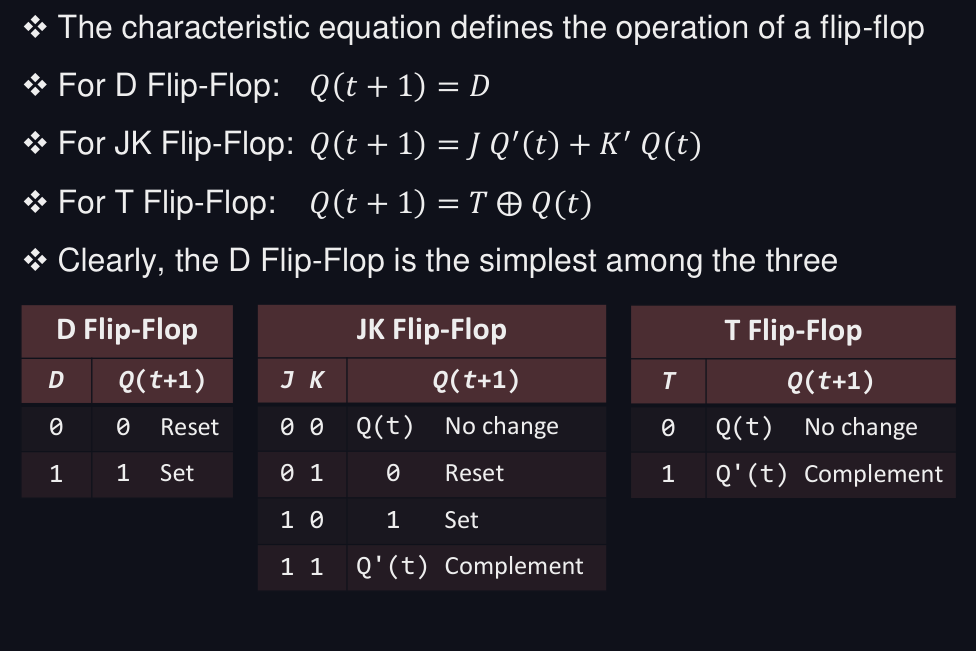 ❖ The characteristic equation defines the operation of a flip-flop
❖ For D Flip-Flop: Q(t + 1) = D
❖ For JK Flip-Flop: Q(t + 1) = J Q′(t) + K′ Q(t)
❖ For T Flip-Flop: Q(t + 1) = T ⊕ Q(t)
❖ Clearly, the D Flip-Flop is the simplest among the three
D Flip-Flop
D Q(t+1)
0 0 Reset
1 1 Set
JK Flip-Flop
J K Q(t+1)
0 0 Q(t) No change
0 1 0 Reset
1 0 1 Set
1 1 Q'(t) Complement
T Flip-Flop
T Q(t+1)
0 Q(t) No change
1 Q'(t) Complement